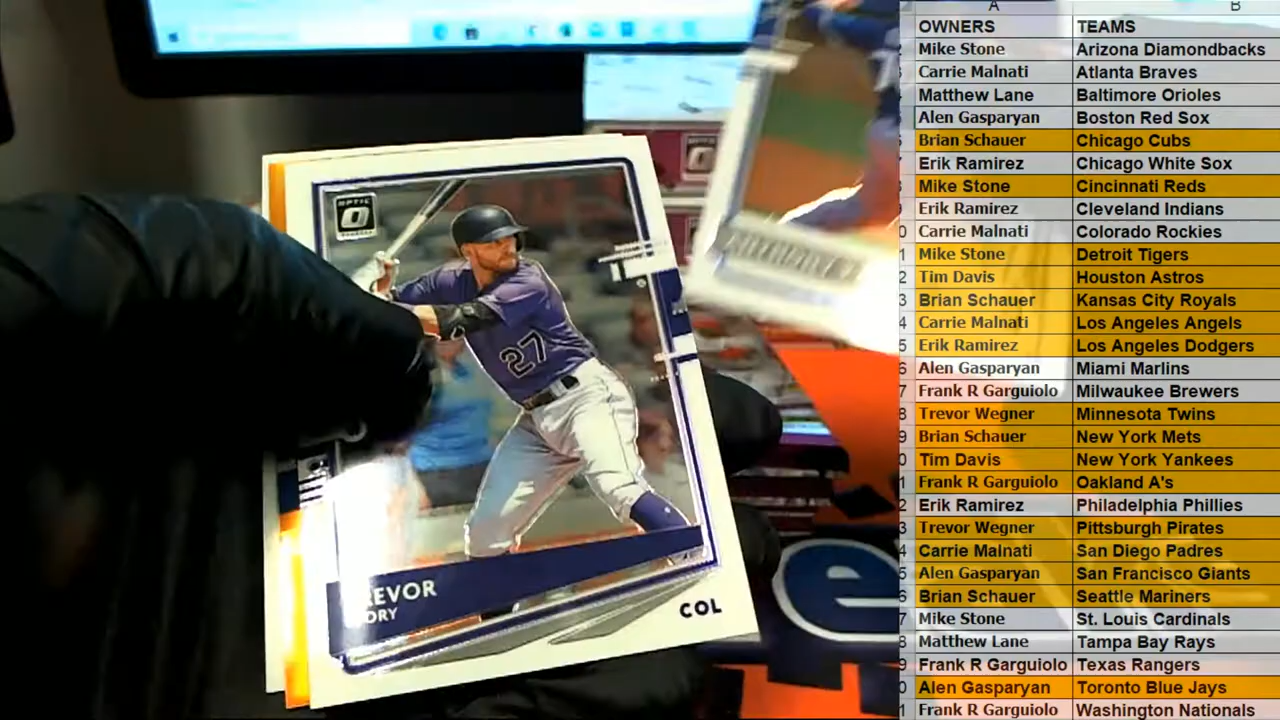 A B
OWNERS TEAMS
Mike Stone Arizona Diamondbacks
Carrie Malnati Atlanta Braves
Matthew Lane Baltimore Orioles
Alen Gasparyan Boston Red Sox
Brian Schauer Chicago Cubs
Erik Ramirez Chicago White Sox
Mike Stone Cincinnati Reds
Erik Ramirez Cleveland Indians
Carrie Malnati Colorado Rockies
Mike Stone Detroit Tigers
Tim Davis Houston Astros
Brian Schauer Kansas City Royals
Carrie Malnati Los Angeles Angels
Erik Ramirez Los Angeles Dodgers
Alen Gasparyan Miami Marlins
Frank R Garguiolo Milwaukee Brewers
Trevor Wegner Minnesota Twins
Brian Schauer New York Mets
Tim Davis New York Yankees
Frank R Garguiolo Oakland A's
Erik Ramirez Philadelphia Phillies
Trevor Wegner Pittsburgh Pirates
Carrie Malnati San Diego Padres
Alen Gasparyan San Francisco Giants
Brian Schauer Seattle Mariners
Mike Stone St. Louis Cardinals
Matthew Lane Tampa Bay Rays
Frank R Garguiolo Texas Rangers
Alen Gasparyan Toronto Blue Jays
Frank R Garguiolo Washington Nationals
OPTIC
27
COL
e